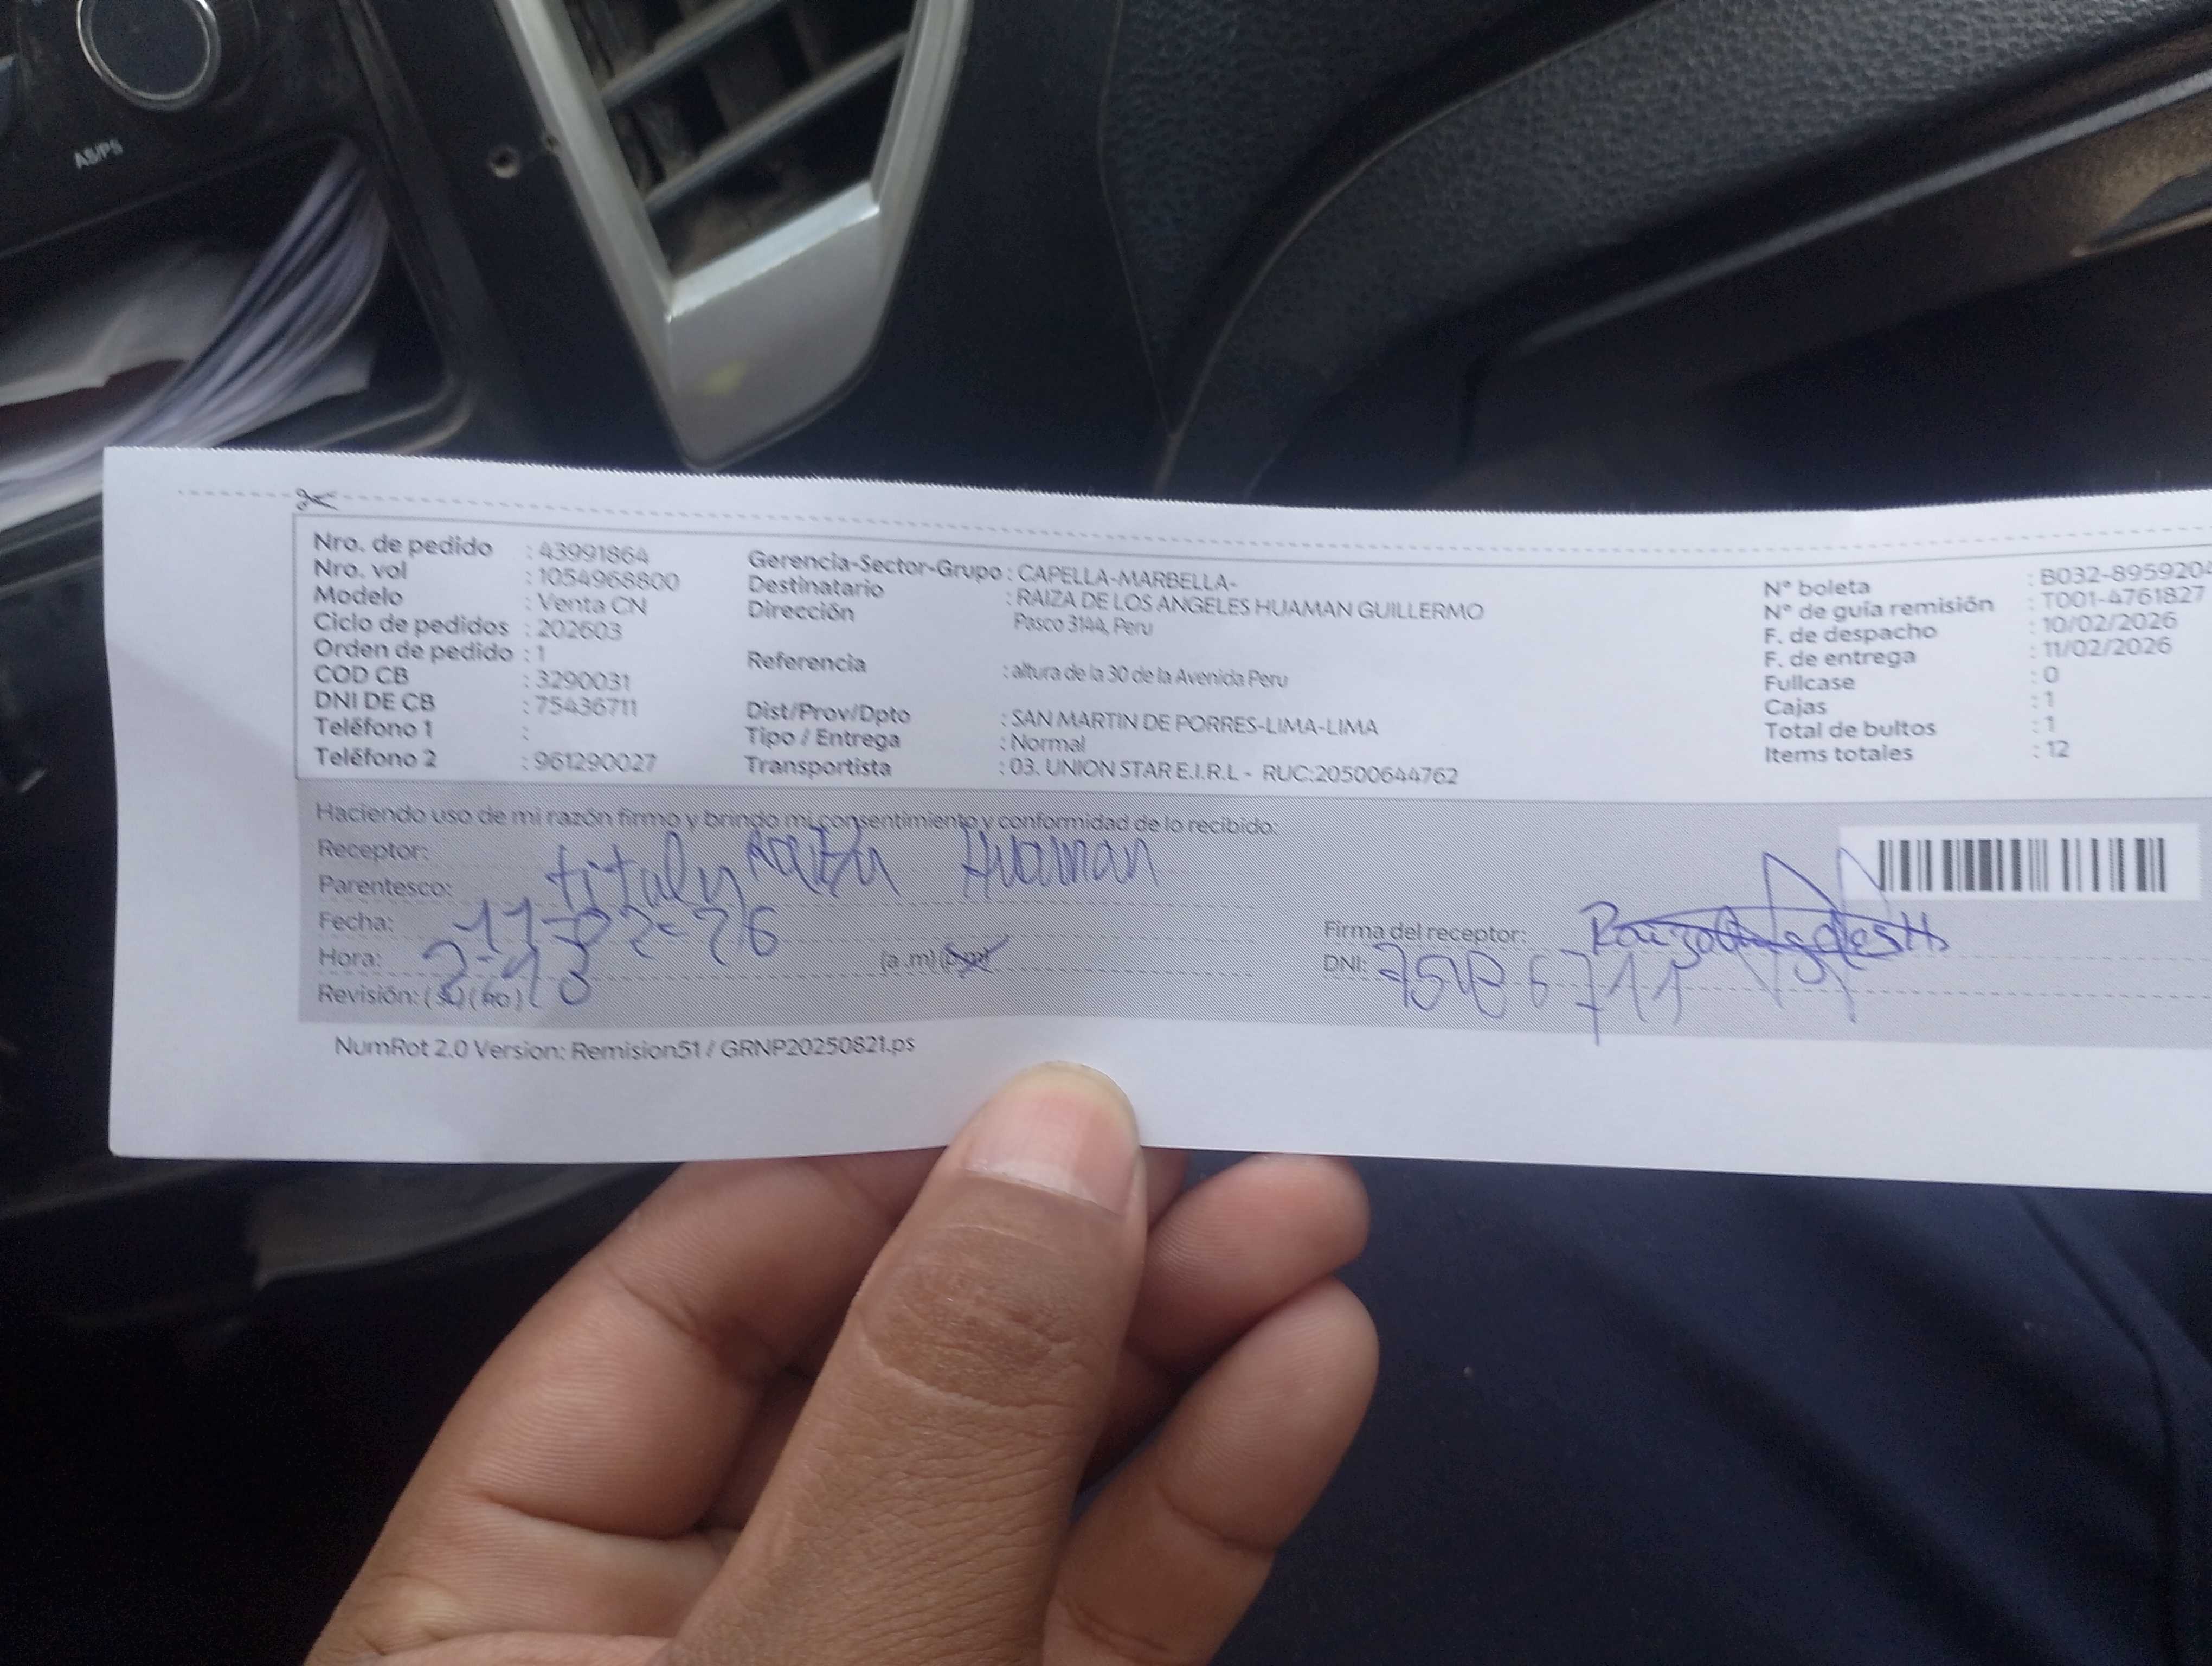 AS/PS
Nro. de pedido : 43991864
Nro. vol : 1054968800
Modelo : Venta CN
Ciclo de pedidos : 202603
Orden de pedido : 1
COD CB : 3290031
DNI DE CB : 75436711
Teléfono 1 :
Teléfono 2 : 961290027
Gerencia-Sector-Grupo : CAPELLA-MARBELLA-
Destinatario : RAIZA DE LOS ANGELES HUAMAN GUILLERMO
Dirección Pasco 3144, Peru
Referencia : altura de la 30 de la Avenida Peru
Dist/Prov/Dpto : SAN MARTIN DE PORRES-LIMA-LIMA
Tipo / Entrega : Normal
Transportista : 03. UNION STAR E.I.R.L - RUC:20500644762
N° boleta : B032-8959204
N° de guía remisión : T001-4761827
F. de despacho : 10/02/2026
F. de entrega : 11/02/2026
Fullcase : 0
Cajas : 1
Total de bultos : 1
Items totales : 12
Haciendo uso de mi razón firmo y brindo mi consentimiento y conformidad de lo recibido:
Receptor: Raiza Huaman
Parentesco:
Fecha: 11-02-26
Hora: (a .m) (p.m)
Revisión: (si) (no)
Firma del receptor:
DNI:
NumRot 2.0 Version: Remision51 / GRNP20250821.ps